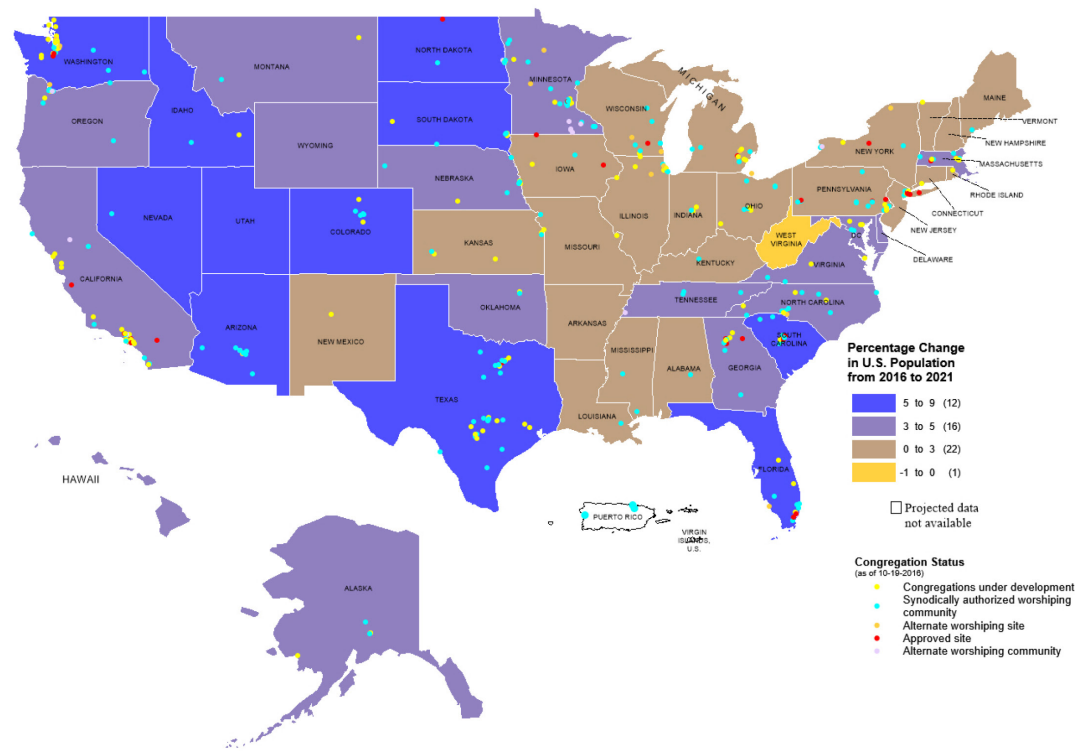 WASHINGTON
MONTANA
NORTH DAKOTA
MINNESOTA
MICHIGAN
MAINE
OREGON
IDAHO
SOUTH DAKOTA
WISCONSIN
VERMONT
WYOMING
NEW YORK
NEW HAMPSHIRE
MASSACHUSETTS
NEBRASKA
IOWA
PENNSYLVANIA
RHODE ISLAND
NEVADA
UTAH
COLORADO
ILLINOIS
INDIANA
OHIO
CONNECTICUT
NEW JERSEY
CALIFORNIA
KANSAS
MISSOURI
WEST
VIRGINIA
DC
DELAWARE
KENTUCKY
VIRGINIA
OKLAHOMA
TENNESSEE
NORTH CAROLINA
ARIZONA
NEW MEXICO
ARKANSAS
SOUTH
CAROLINA
MISSISSIPPI
ALABAMA
GEORGIA
TEXAS
LOUISIANA
FLORIDA
HAWAII
PUERTO RICO
VIRGIN
ISLANDS,
U.S.
ALASKA
Percentage Change
in U.S. Population
from 2016 to 2021
5 to 9 (12)
3 to 5 (16)
0 to 3 (22)
-1 to 0 (1)
Projected data
not available
Congregation Status
(as of 10-19-2016)
Congregations under development
Synodically authorized worshiping
community
Alternate worshiping site
Approved site
Alternate worshiping community